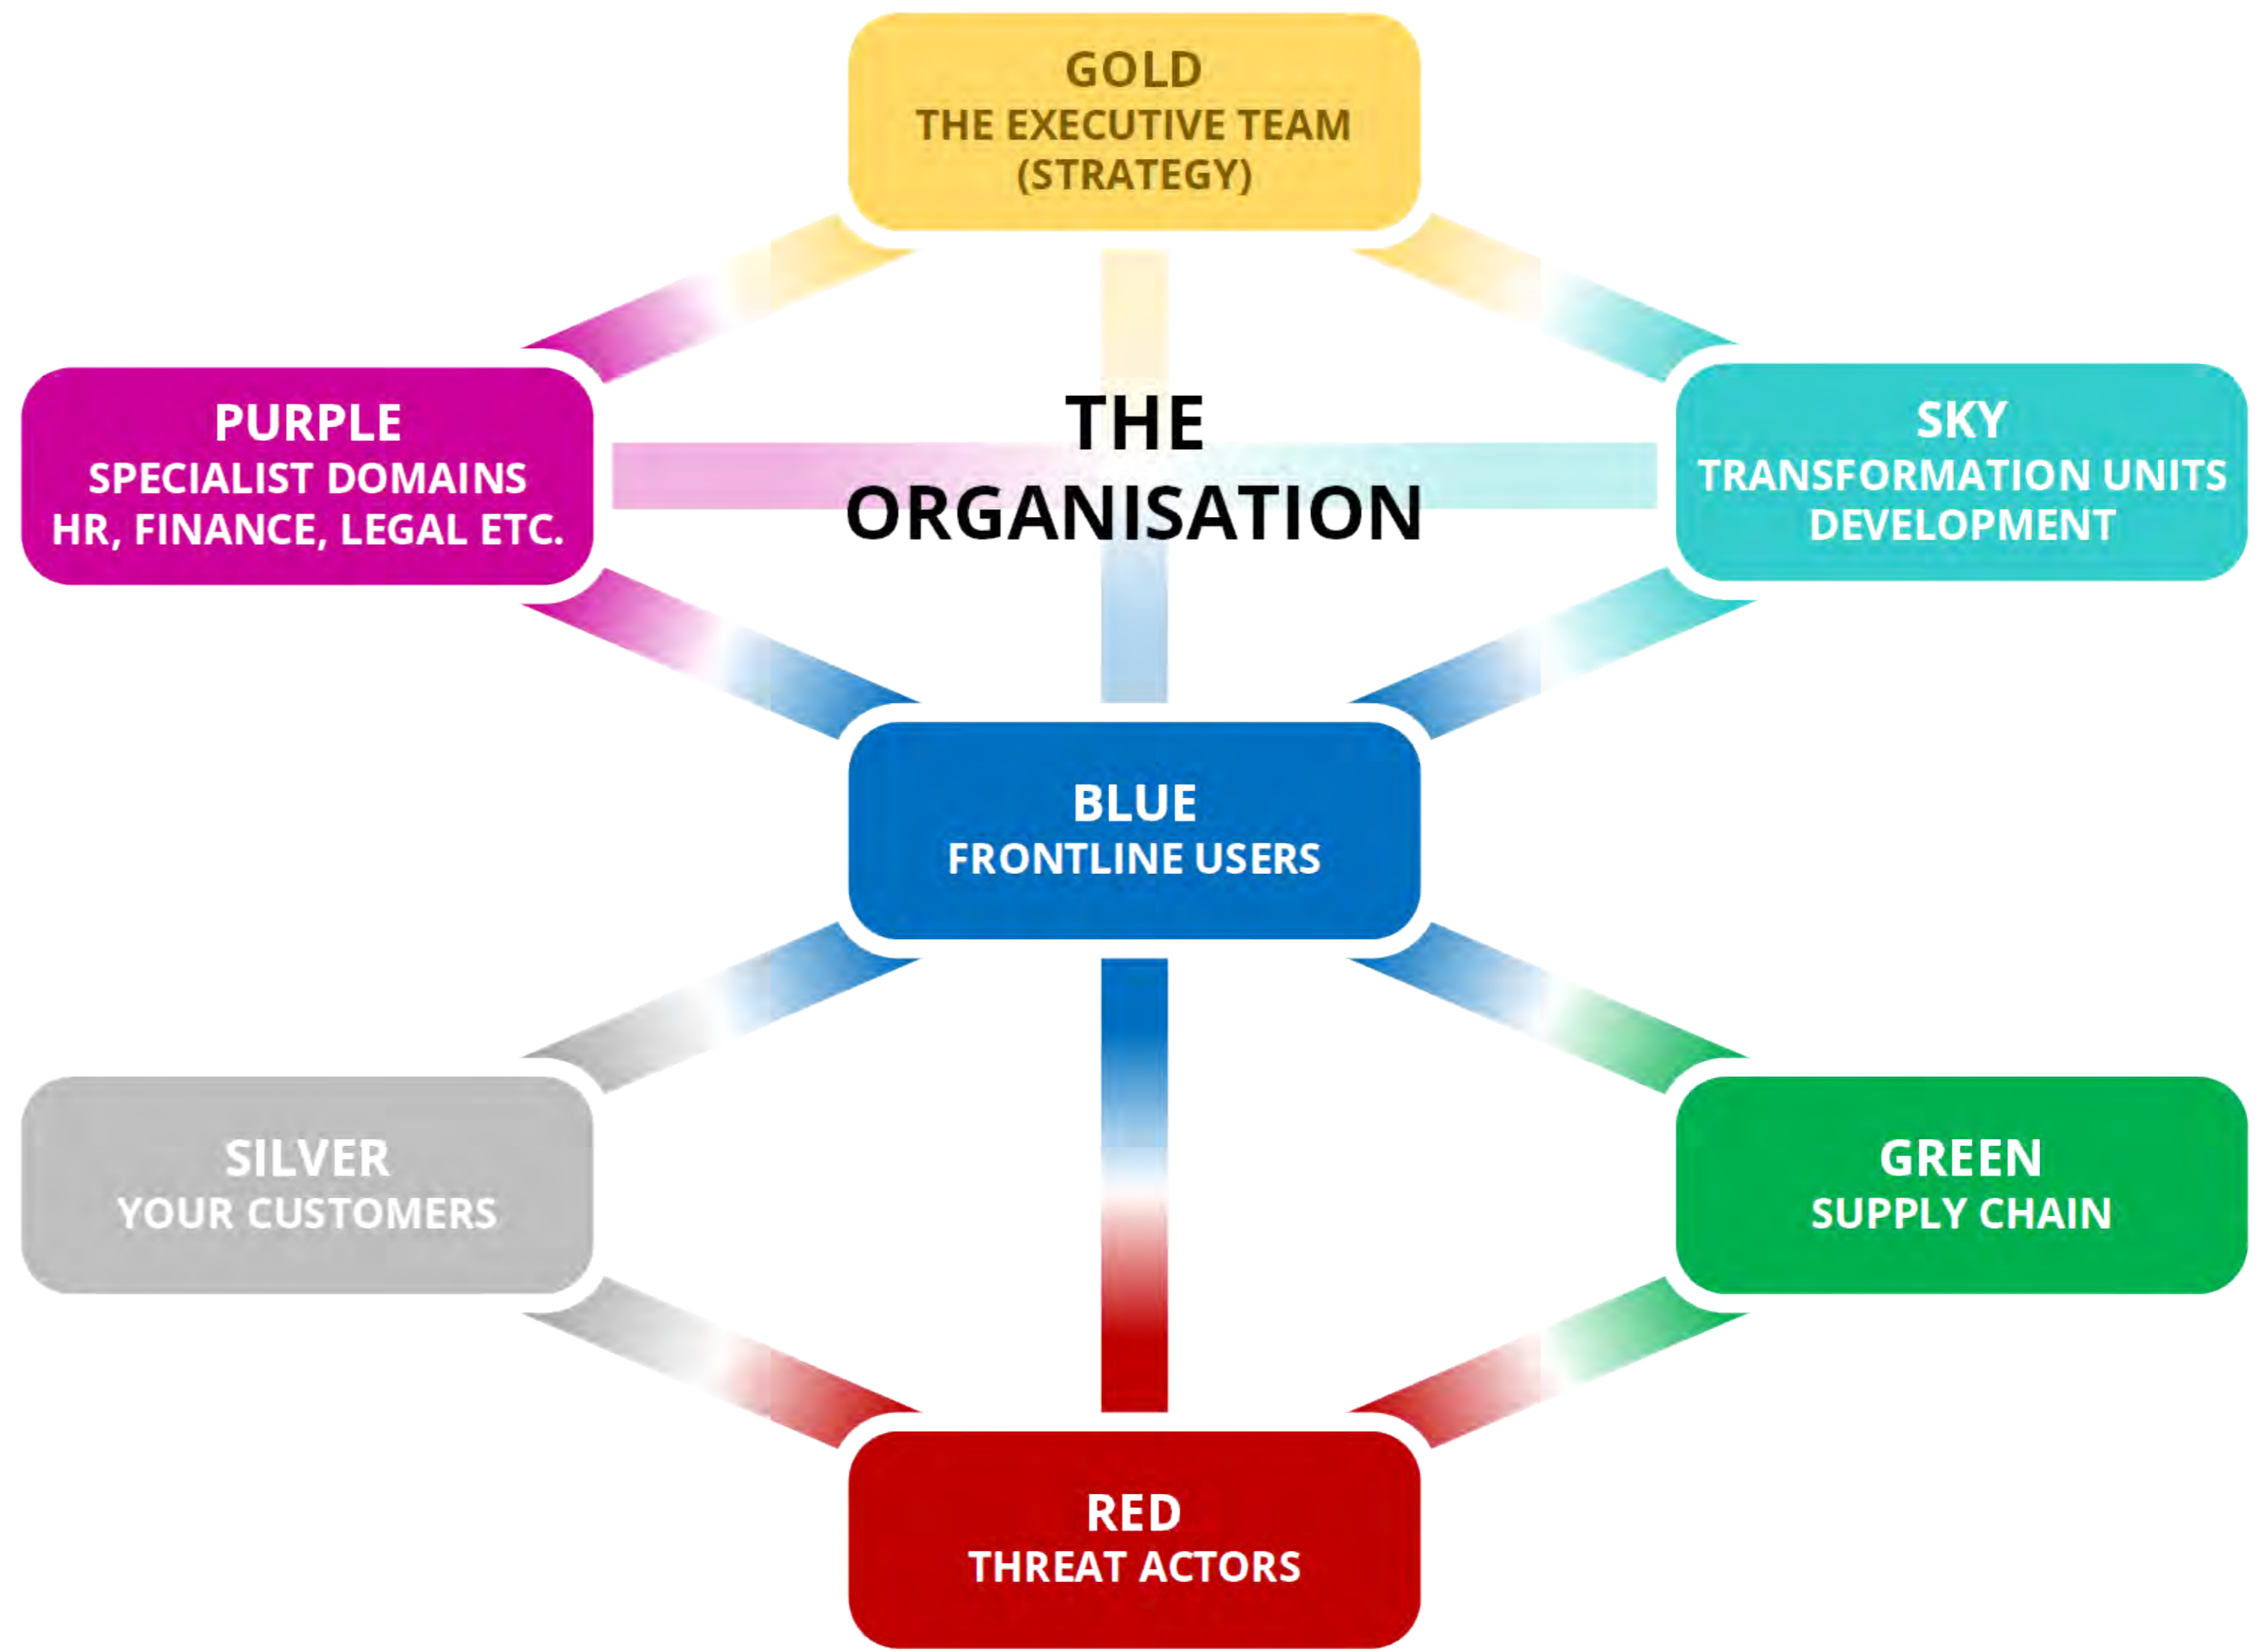 GOLD
THE EXECUTIVE TEAM
(STRATEGY)
PURPLE
SPECIALIST DOMAINS
HR, FINANCE, LEGAL ETC.
THE
ORGANISATION
SKY
TRANSFORMATION UNITS
DEVELOPMENT
BLUE
FRONTLINE USERS
SILVER
YOUR CUSTOMERS
GREEN
SUPPLY CHAIN
RED
THREAT ACTORS